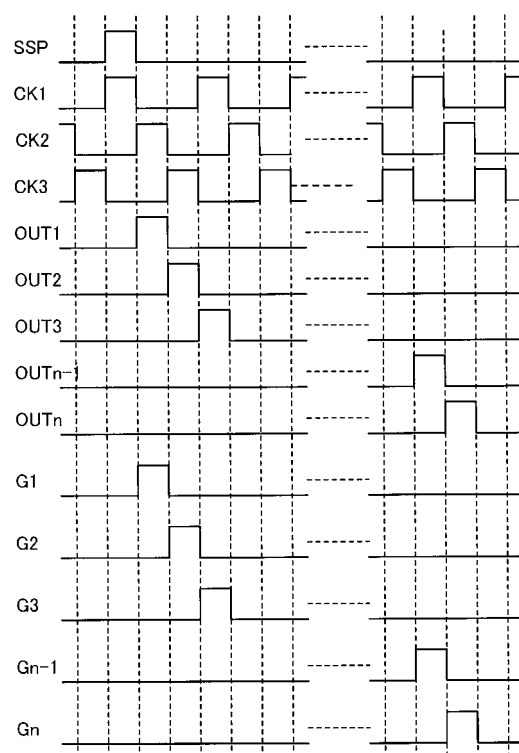 SSP
CK1
CK2
CK3
OUT1
OUT2
OUT3
OUTn-1
OUTn
G1
G2
G3
Gn-1
Gn